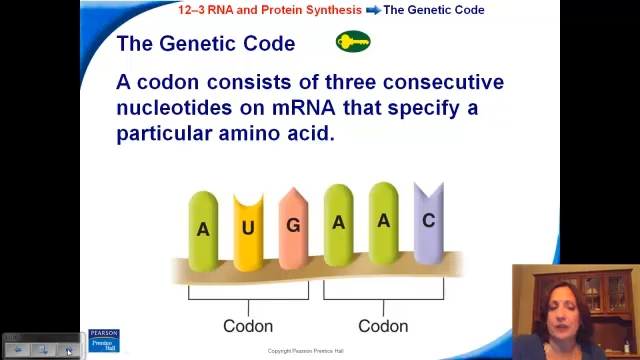 12–3 RNA and Protein Synthesis The Genetic Code
The Genetic Code
A codon consists of three consecutive
nucleotides on mRNA that specify a
particular amino acid.
A U G A A C
Codon Codon
PEARSON
Prentice
Hall
Copyright Pearson Prentice Hall